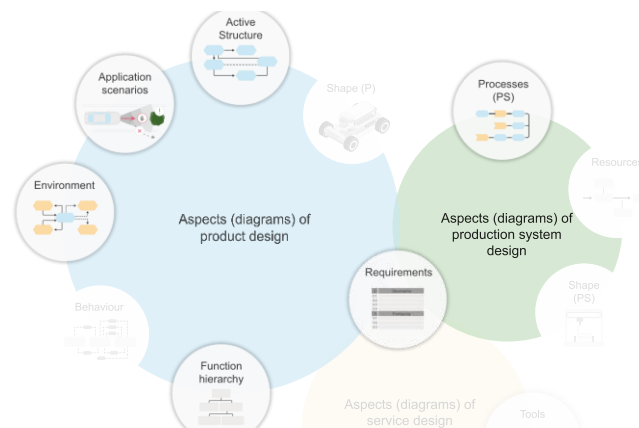 Active
Structure
Application
scenarios
Shape (P)
Processes
(PS)
Environment
Resources
Aspects (diagrams) of
product design
Aspects (diagrams) of
production system
design
Requirements
Behaviour
Shape
(PS)
Function
hierarchy
Aspects (diagrams) of
service design
Tools